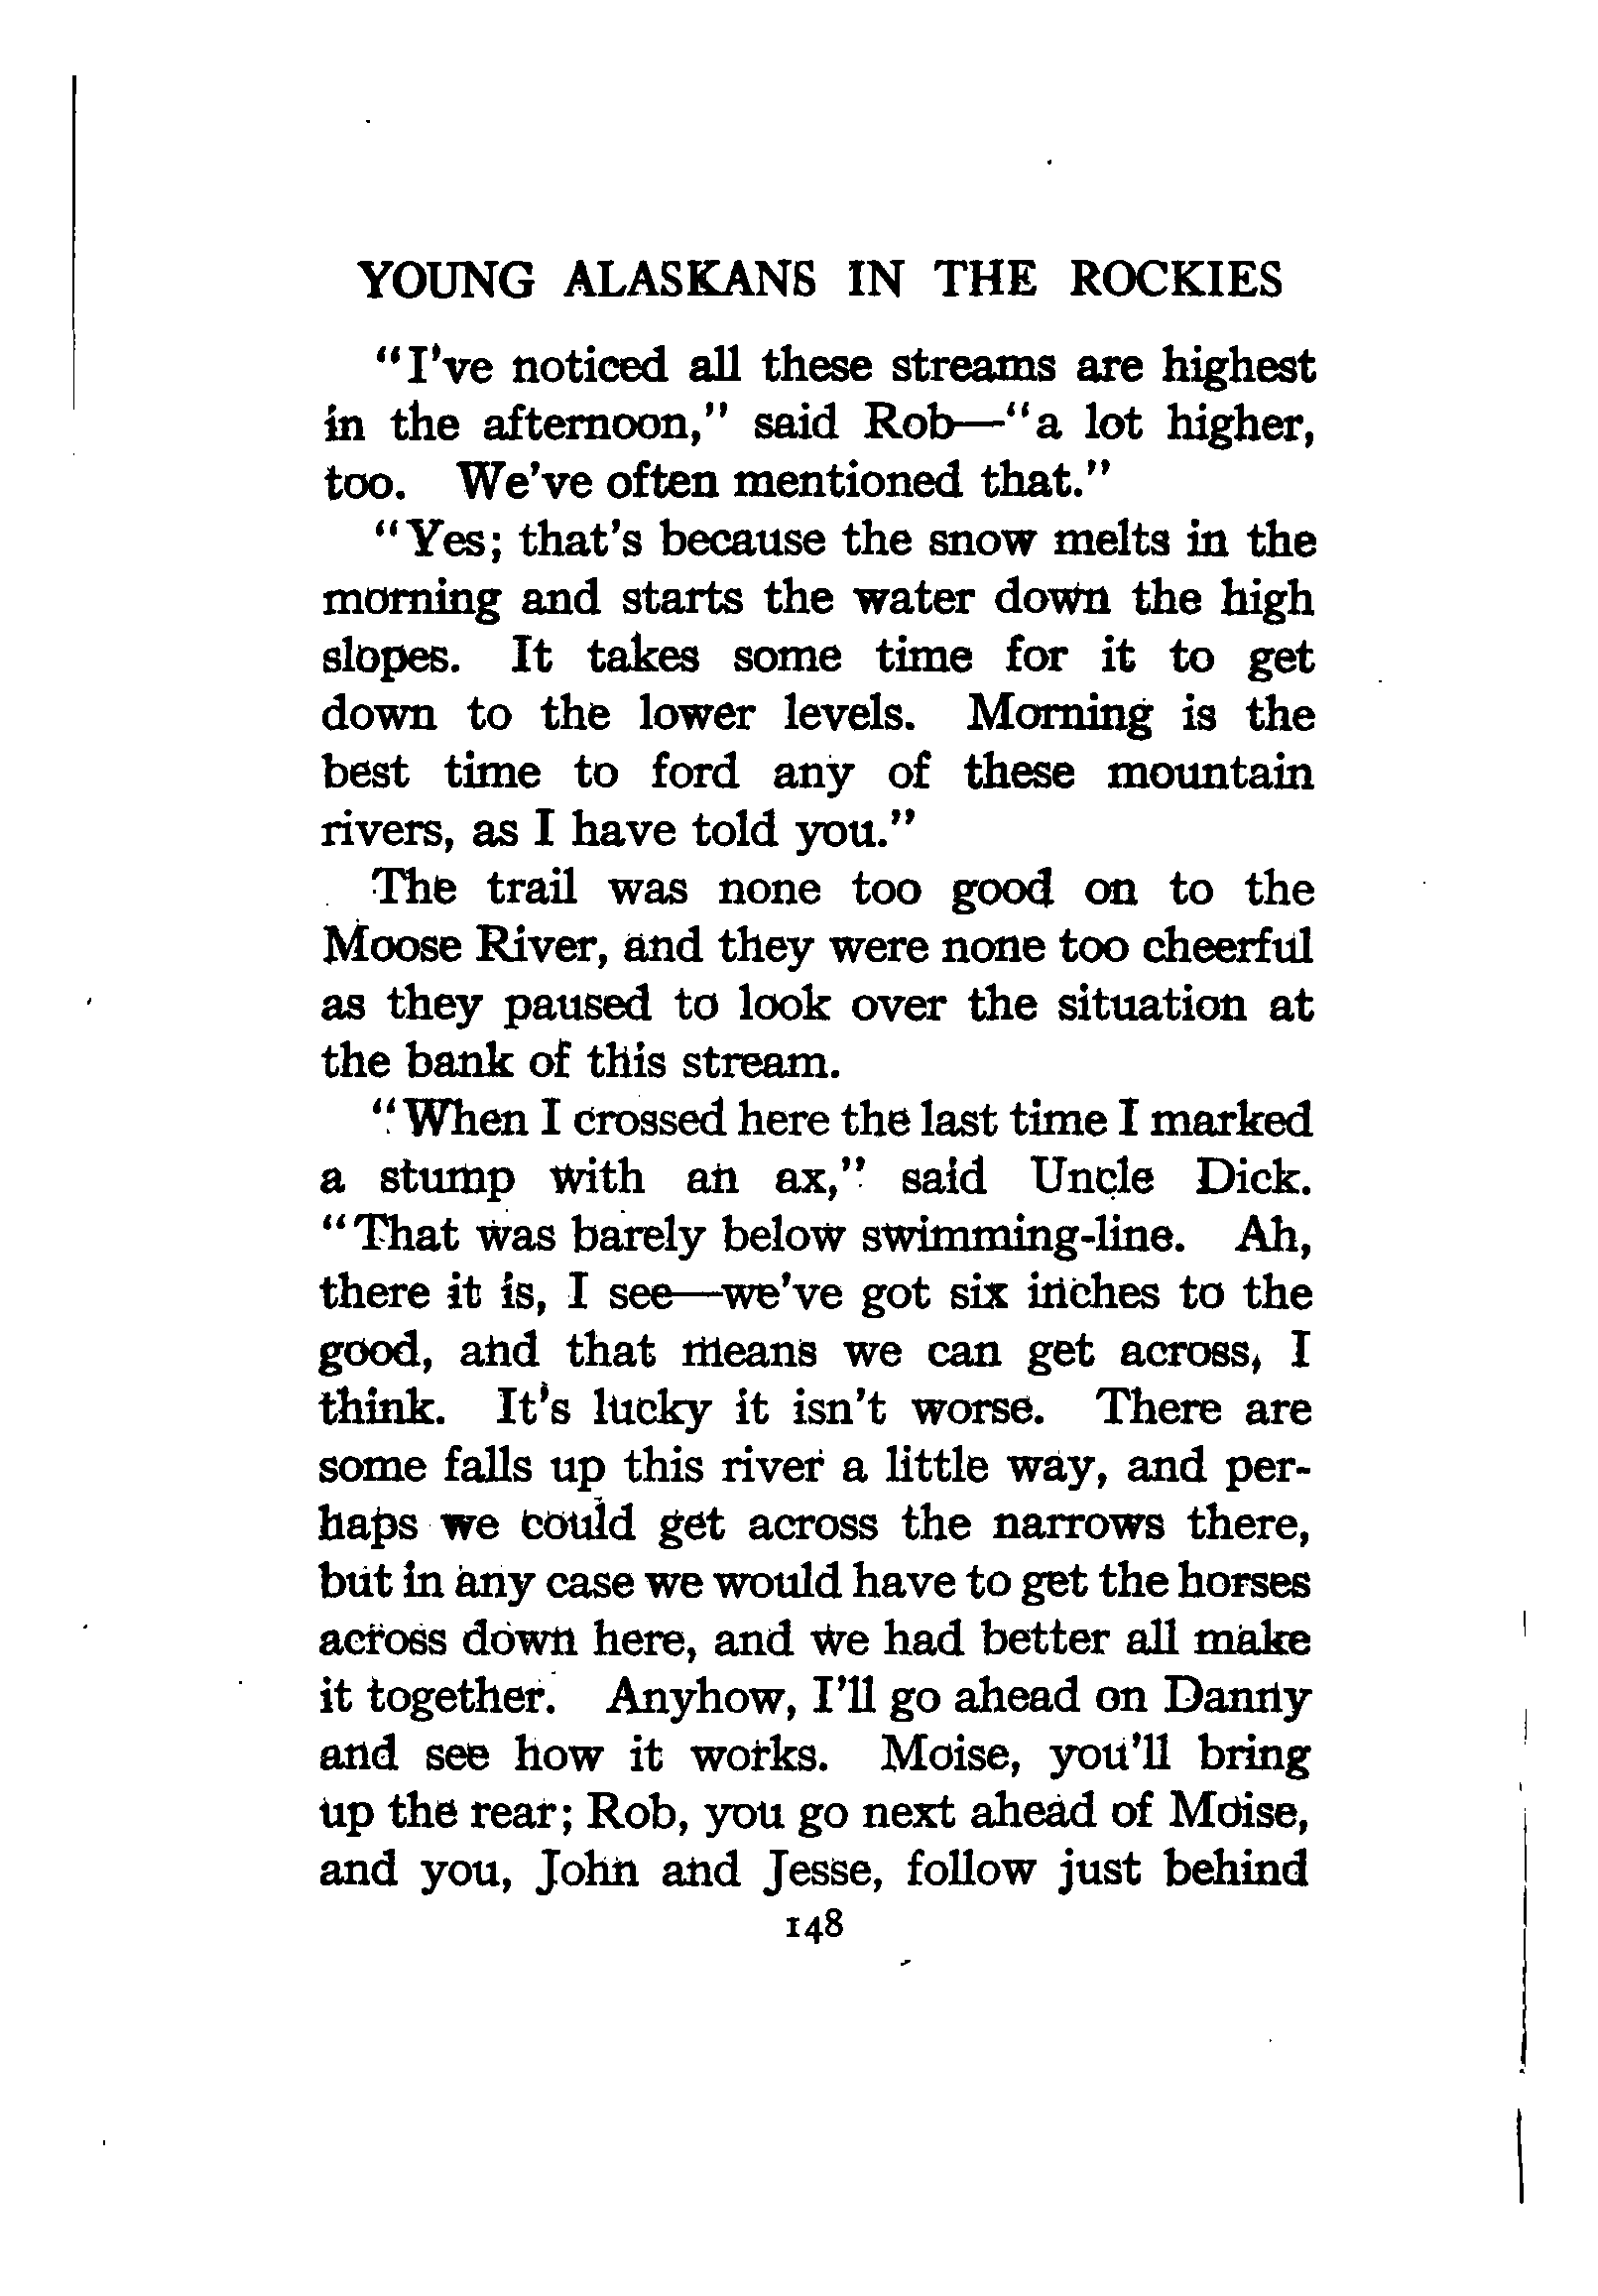 YOUNG ALASKANS IN THE ROCKIES
"I've noticed all these streams are highest
in the afternoon," said Rob—"a lot higher,
too. We've often mentioned that."
"Yes; that's because the snow melts in the
morning and starts the water down the high
slopes. It takes some time for it to get
down to the lower levels. Morning is the
best time to ford any of these mountain
rivers, as I have told you."
The trail was none too good on to the
Moose River, and they were none too cheerful
as they paused to look over the situation at
the bank of this stream.
"When I crossed here the last time I marked
a stump with an ax," said Uncle Dick.
"That was barely below swimming-line. Ah,
there it is, I see—we've got six inches to the
good, and that means we can get across, I
think. It's lucky it isn't worse. There are
some falls up this river a little way, and per-
haps we could get across the narrows there,
but in any case we would have to get the horses
across down here, and we had better all make
it together. Anyhow, I'll go ahead on Danny
and see how it works. Moise, you'll bring
up the rear; Rob, you go next ahead of Moise,
and you, John and Jesse, follow just behind
148